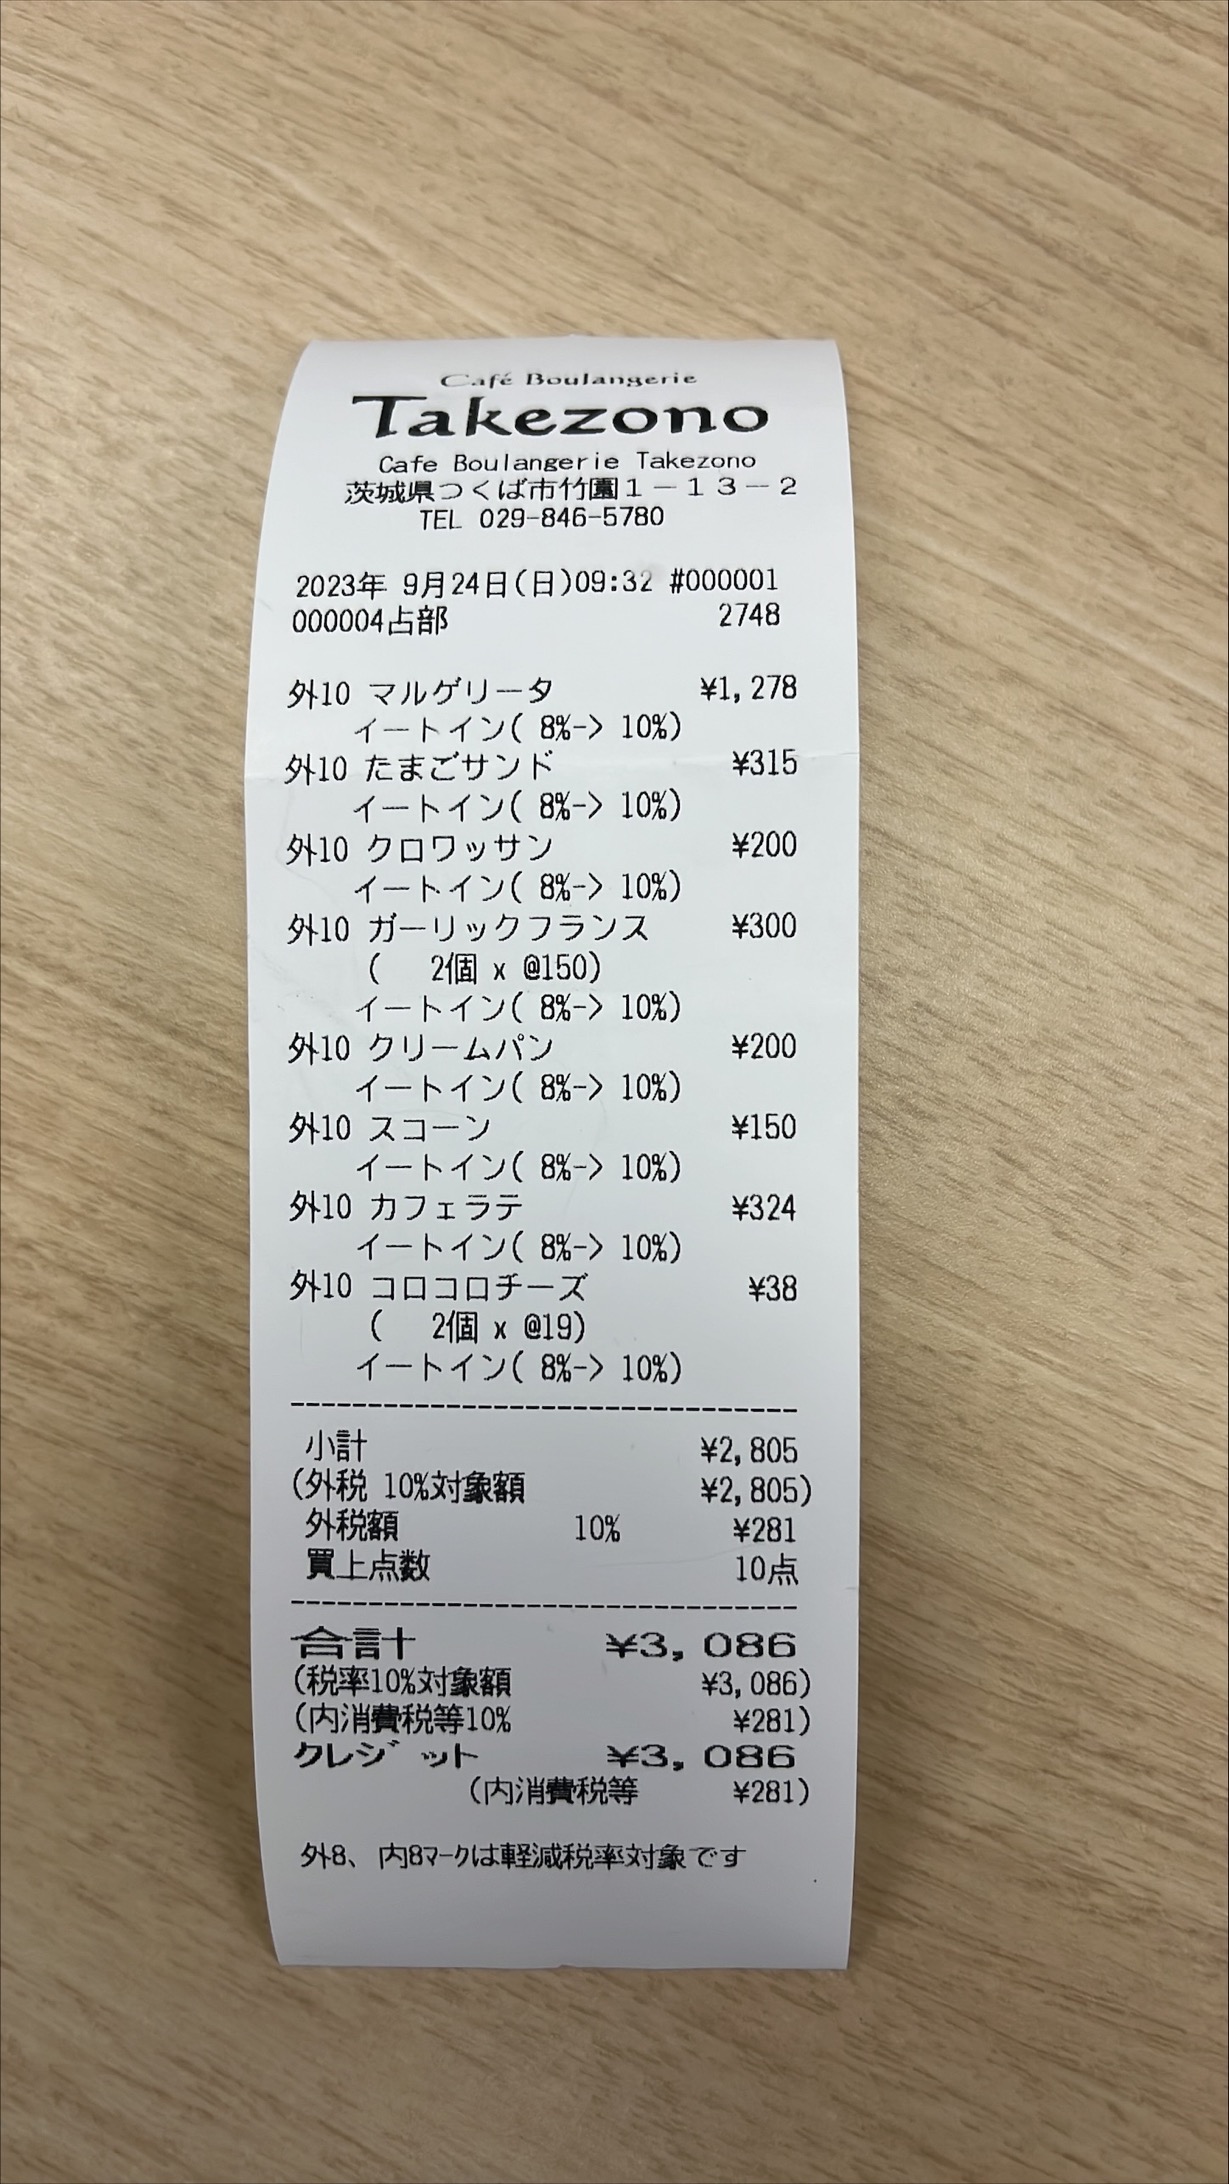 Café Boulangerie
Takezono
Cafe Boulangerie Takezono
茨城県つくば市竹園1－13－2
TEL 029-846-5780
2023年 9月24日(日)09:32 #000001
000004占部 2748
外10 マルゲリータ ¥1,278
イートイン( 8%-> 10%)
外10 たまごサンド ¥315
イートイン( 8%-> 10%)
外10 クロワッサン ¥200
イートイン( 8%-> 10%)
外10 ガーリックフランス ¥300
( 2個 x @150)
イートイン( 8%-> 10%)
外10 クリームパン ¥200
イートイン( 8%-> 10%)
外10 スコーン ¥150
イートイン( 8%-> 10%)
外10 カフェラテ ¥324
イートイン( 8%-> 10%)
外10 コロコロチーズ ¥38
( 2個 x @19)
イートイン( 8%-> 10%)
小計 ¥2,805
(外税 10%対象額 ¥2,805)
外税額 10% ¥281
買上点数 10点
合計 ¥3,086
(税率10%対象額 ¥3,086)
(内消費税等10% ¥281)
クレジット ¥3,086
(内消費税等 ¥281)
外8、内8マークは軽減税率対象です